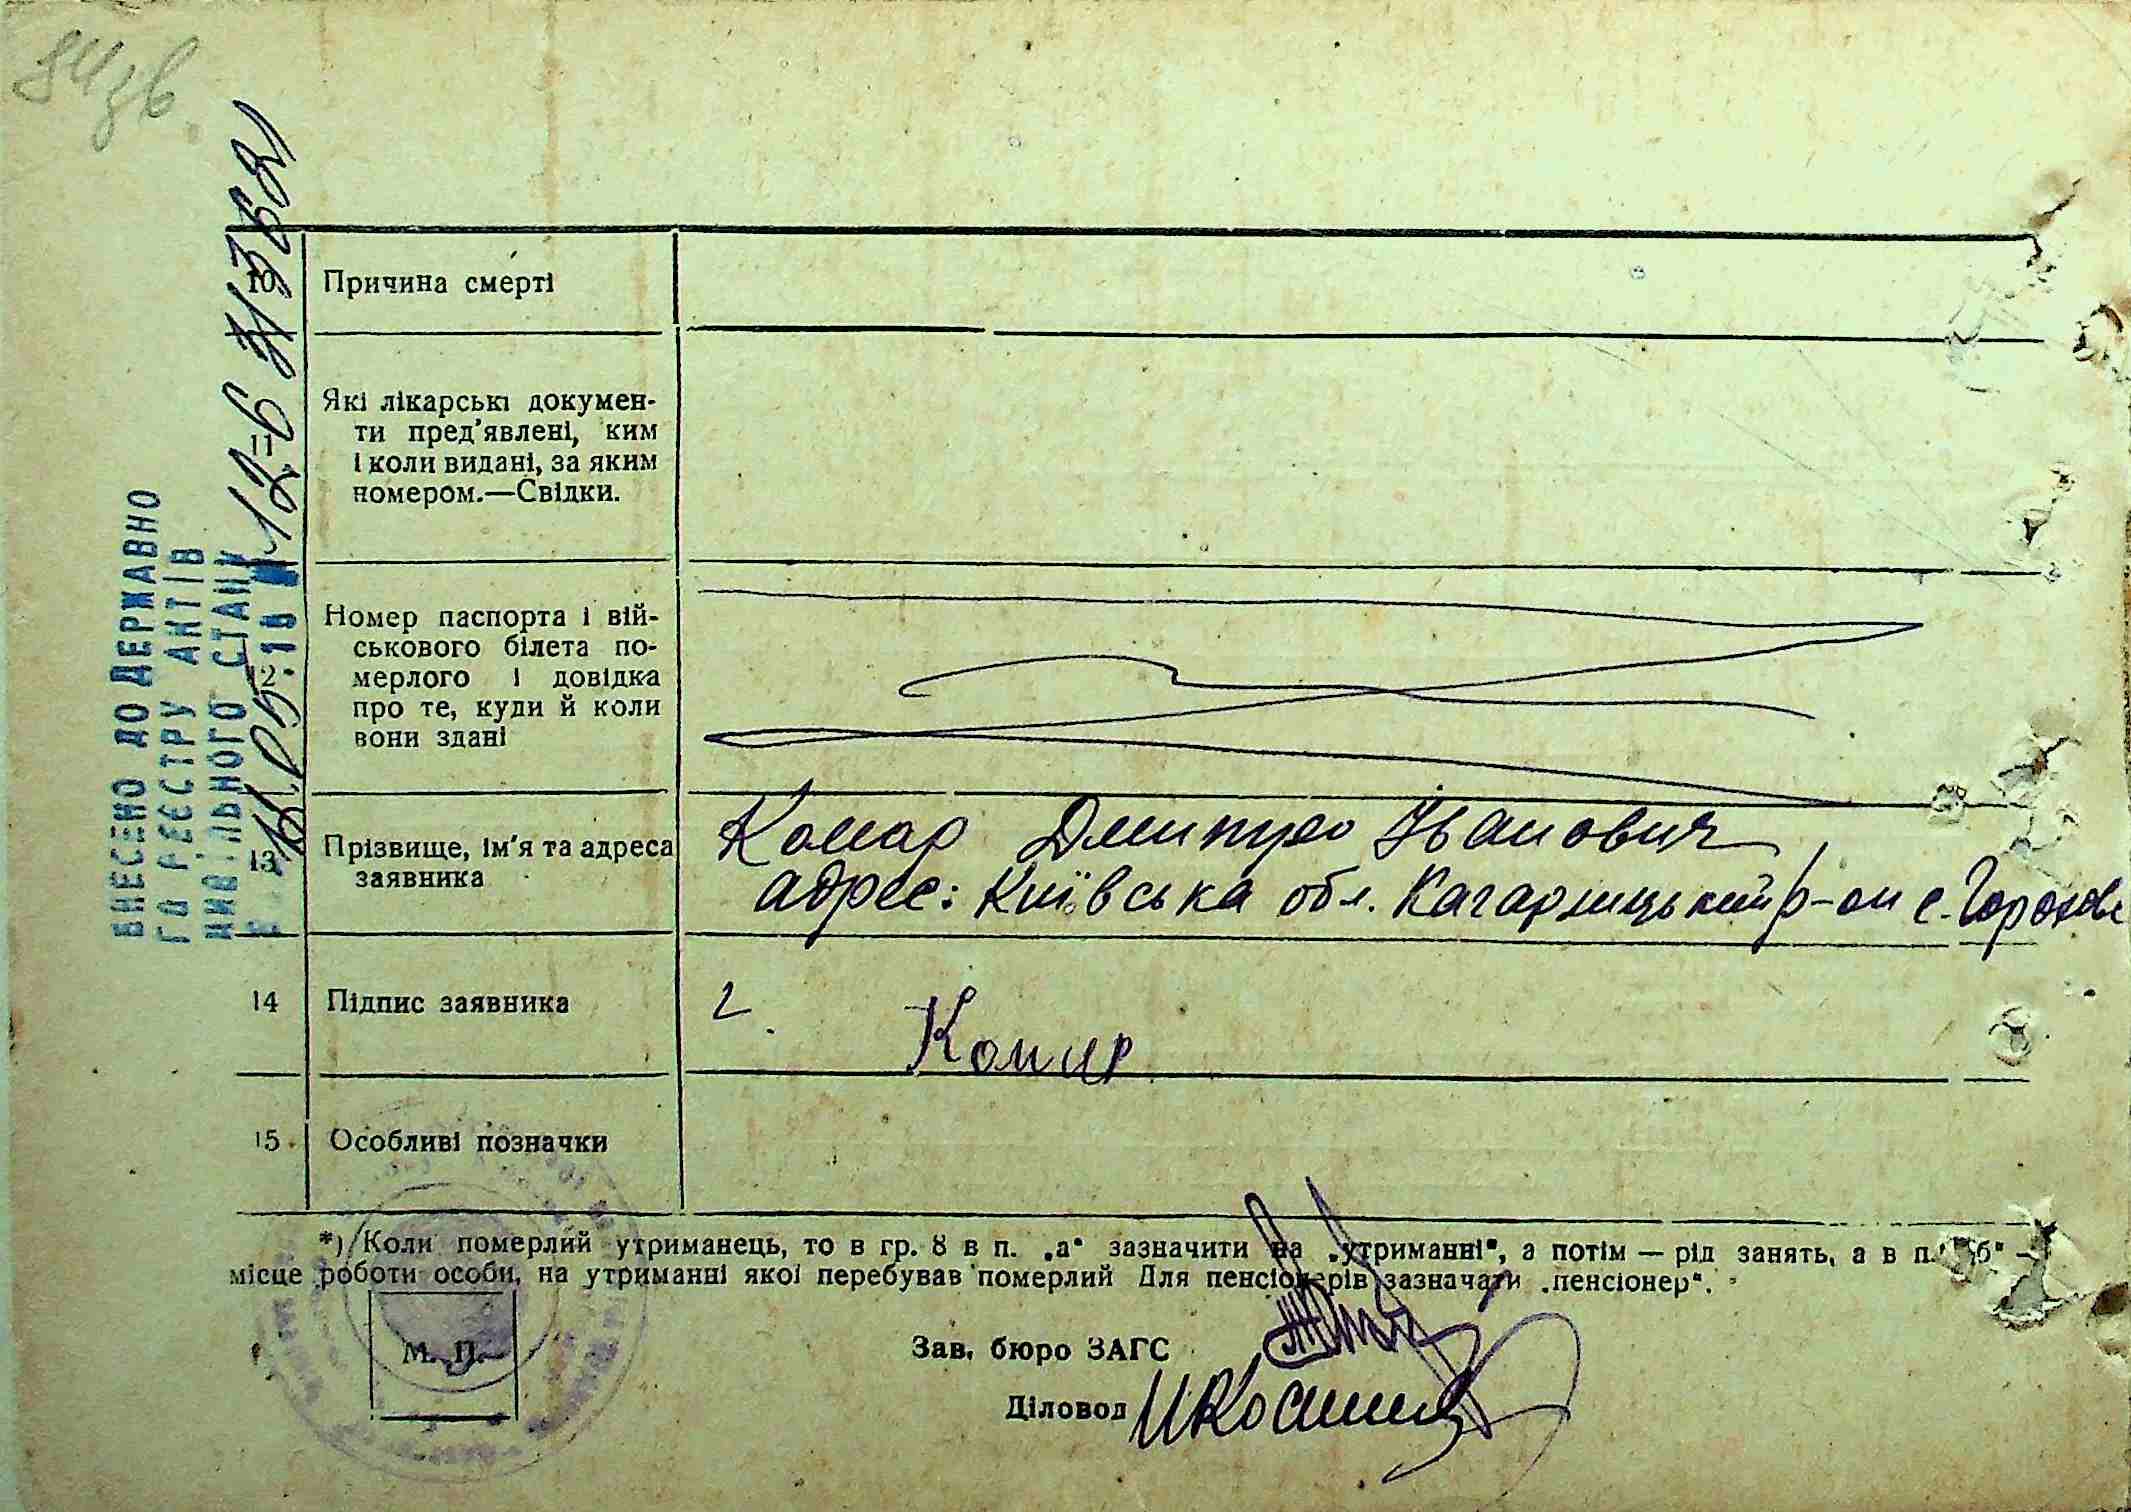 10 Причина смерті
11 Які лікарські докумен-
ти пред'явлені, ким
і коли видані, за яким
номером.—Свідки.
12 Номер паспорта і вій-
ськового білета по-
мерлого і довідка
про те, куди й коли
вони здані
13 Прізвище, ім'я та адреса
заявника
Комар Дмитро Іванович,
адрес: Київська обл. Кагарлицький р-он с.
14 Підпис заявника
Комар
15 Особливі позначки
*) Коли померлий утриманець, то в гр. 8 в п. „а“ зазначити на „утриманні“, а потім — рід занять, а в п. „б“ —
місце роботи особи, на утриманні якої перебував померлий Для пенсіонерів зазначати „пенсіонер“.
М. П.
Зав. бюро ЗАГС
Діловод
ВНЕСЕНО ДО ДЕРЖАВНО
ГО РЕЄСТРУ АКТІВ
ЦИВІЛЬНОГО СТАНУ